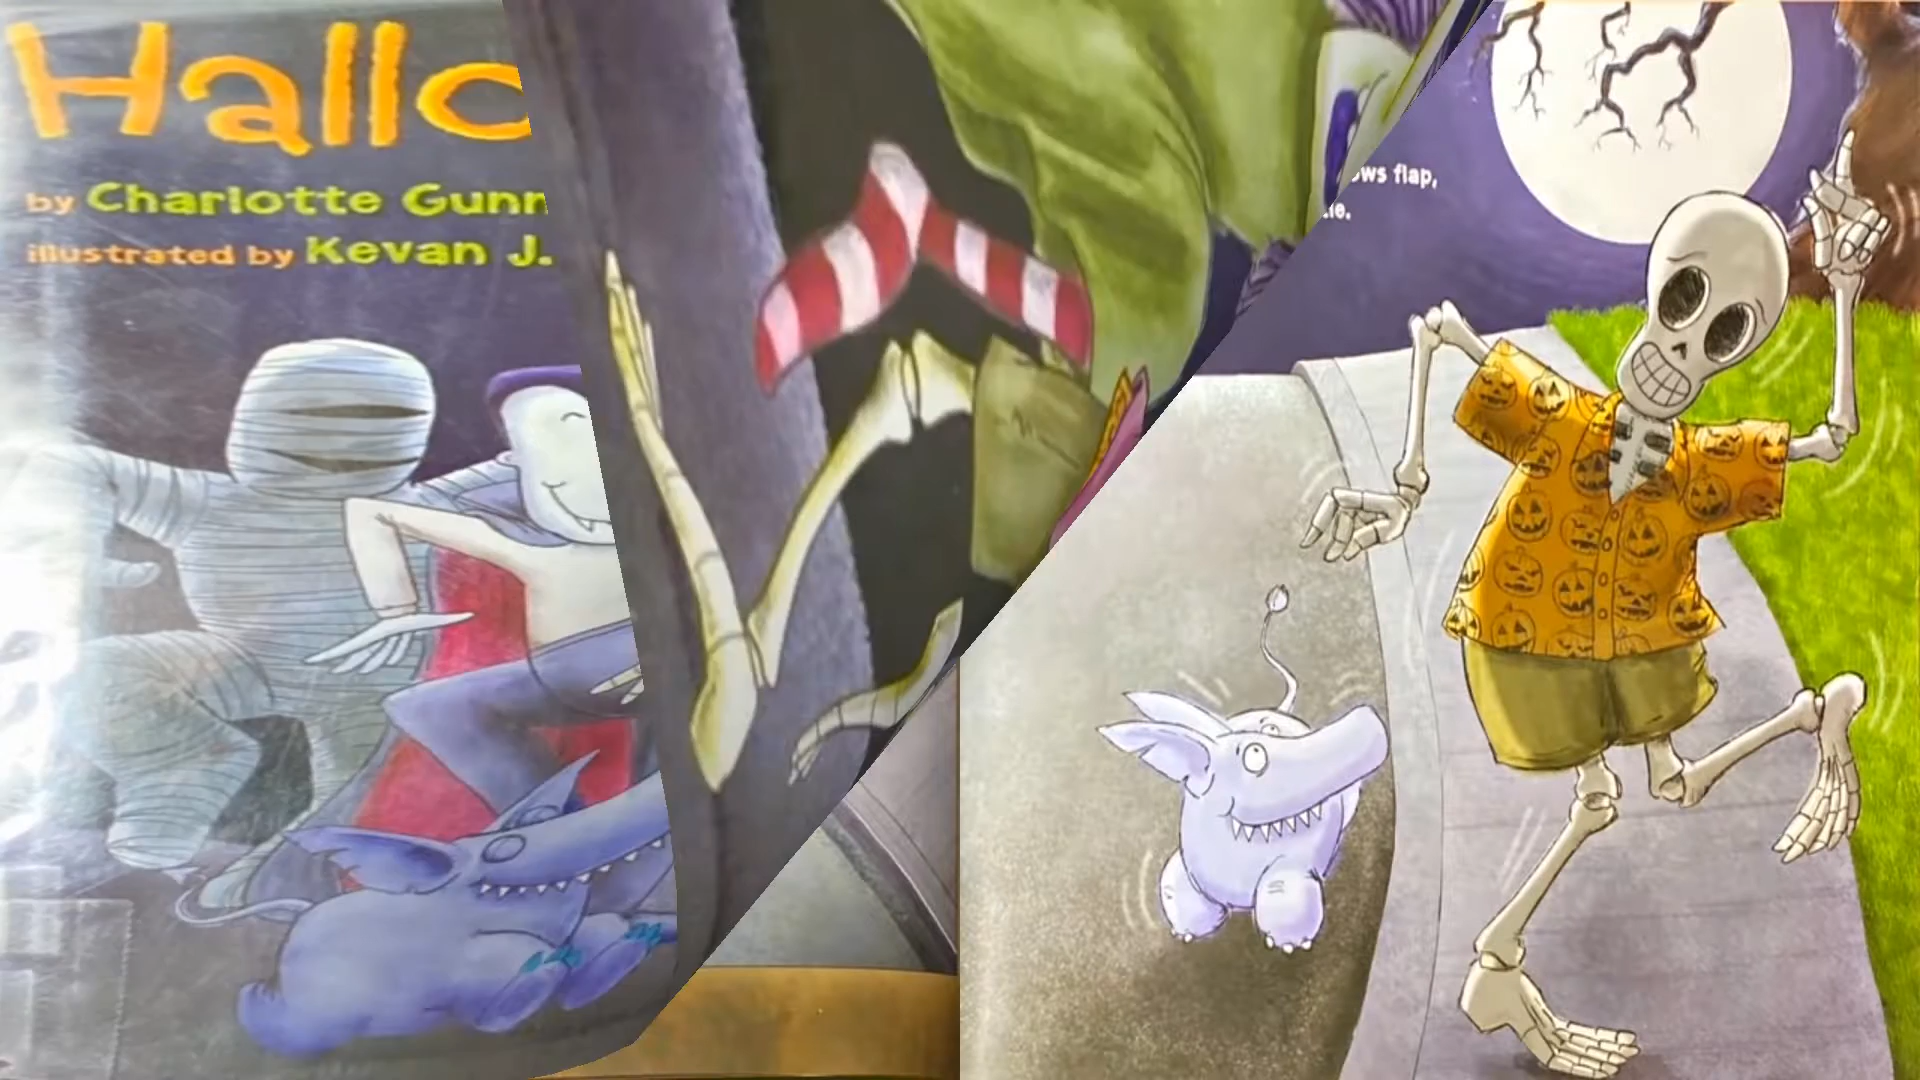 Hallo
by Charlotte Gunn
illustrated by Kevan J.
ows flap,